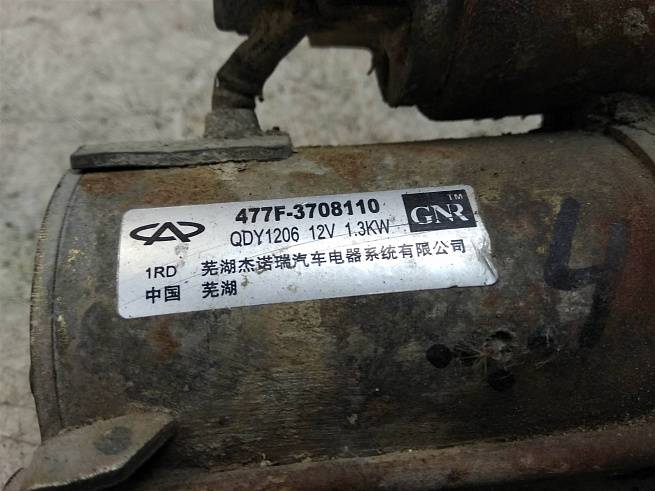 477F-3708110
QDY1206 12V 1.3KW
GNR TM
1RD 芜湖杰诺瑞汽车电器系统有限公司
中国 芜湖
4